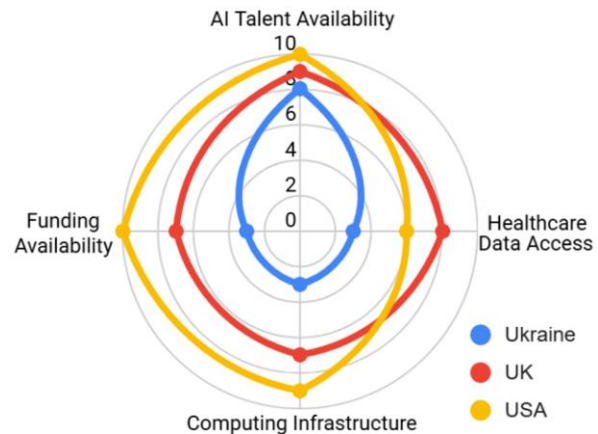 AI Talent Availability
10
8
6
4
2
0
Funding
Availability
Healthcare
Data Access
Computing Infrastructure
Ukraine
UK
USA